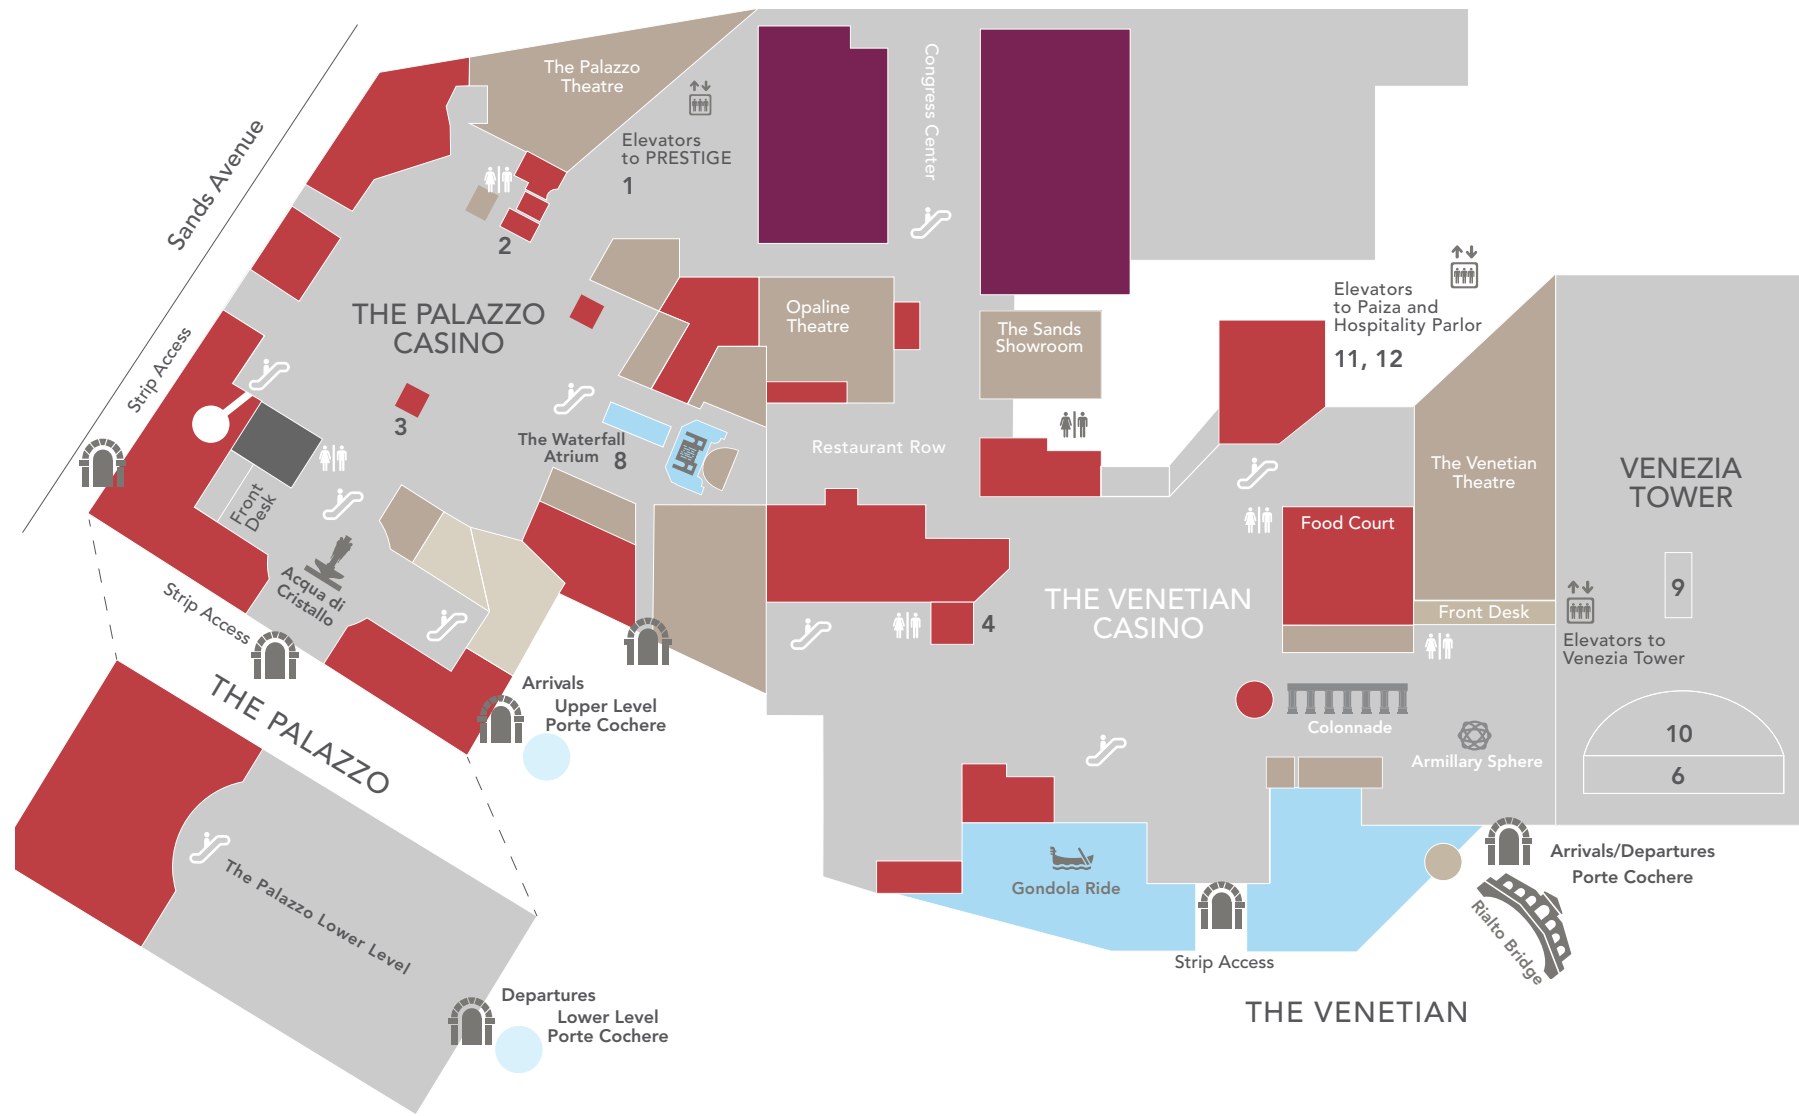 The Palazzo
Theatre
Congress Center
Elevators
to PRESTIGE
1
Sands Avenue
2
Elevators
to Paiza and
Hospitality Parlor
11, 12
THE PALAZZO
CASINO
Opaline
Theatre
The Sands
Showroom
Strip Access
3
The Waterfall
Atrium
8
Restaurant Row
The Venetian
Theatre
VENEZIA
TOWER
Front
Desk
Food Court
Acqua di
Cristallo
Strip Access
THE VENETIAN
CASINO
4
Front Desk
9
Elevators to
Venezia Tower
Arrivals
Upper Level
Porte Cochere
THE PALAZZO
Colonnade
Armillary Sphere
10
6
The Palazzo Lower Level
Gondola Ride
Arrivals/Departures
Porte Cochere
Rialto Bridge
Strip Access
Departures
Lower Level
Porte Cochere
THE VENETIAN